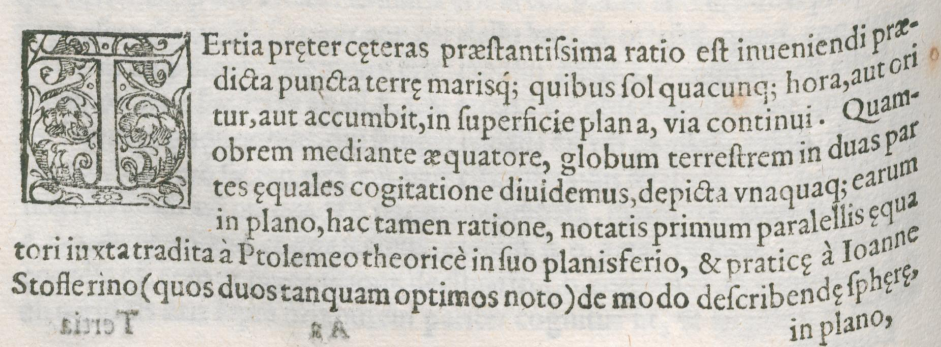 TErtia pręter cęteras præſtantiſsima ratio eſt inueniendi præ-
dicta puncta terrę mariſq́; quibus ſol quacunq; hora, aut ori
tur, aut accumbit, in ſuperficie plana, via continui. Quam-
obrem mediante æquatore, globum terreſtrem in duas par
tes ęquales cogitatione diuidemus, depicta vnaquaq; earum
in plano, hac tamen ratione, notatis primum paralellis ęqua
tori iuxta tradita à Ptolemeo theoricè in ſuo planisferio, & praticę à Ioanne
Stoflerino (quos duos tanquam optimos noto) de modo deſcribendę ſphęrę,
in plano,